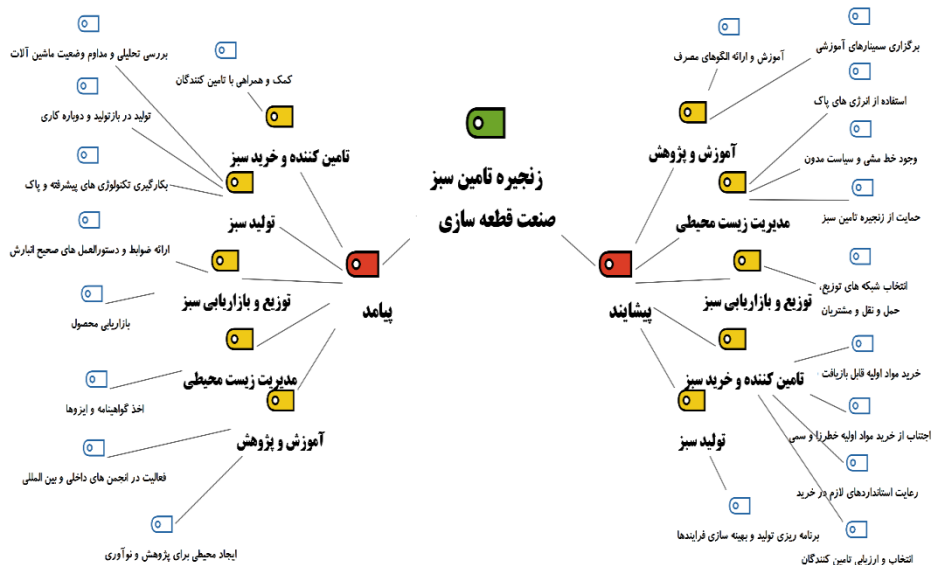 زنجیره تامین سبز
صنعت قطعه سازی
پیشایند
آموزش و پژوهش
آموزش و ارائه الگوهای مصرف
برگزاری سمینارهای آموزشی
مدیریت زیست محیطی
استفاده از انرژی های پاک
وجود خط مشی و سیاست مدون
حمایت از زنجیره تامین سبز
توزیع و بازاریابی سبز
انتخاب شبکه های توزیع،
حمل و نقل و مشتریان
تامین کننده و خرید سبز
خرید مواد اولیه قابل بازیافت
اجتناب از خرید مواد اولیه خطرزا و سمی
رعایت استانداردهای لازم در خرید
انتخاب و ارزیابی تامین کنندگان
تولید سبز
برنامه ریزی تولید و بهینه سازی فرایندها
پیامد
تامین کننده و خرید سبز
کمک و همراهی با تامین کنندگان
تولید سبز
بررسی تحلیلی و مداوم وضعیت ماشین آلات
تولید در بازتولید و دوباره کاری
بکارگیری تکنولوژی های پیشرفته و پاک
توزیع و بازاریابی سبز
ارائه ضوابط و دستورالعمل های صحیح انبارش
بازاریابی محصول
مدیریت زیست محیطی
اخذ گواهینامه و ایزوها
آموزش و پژوهش
فعالیت در انجمن های داخلی و بین المللی
ایجاد محیطی برای پژوهش و نوآوری